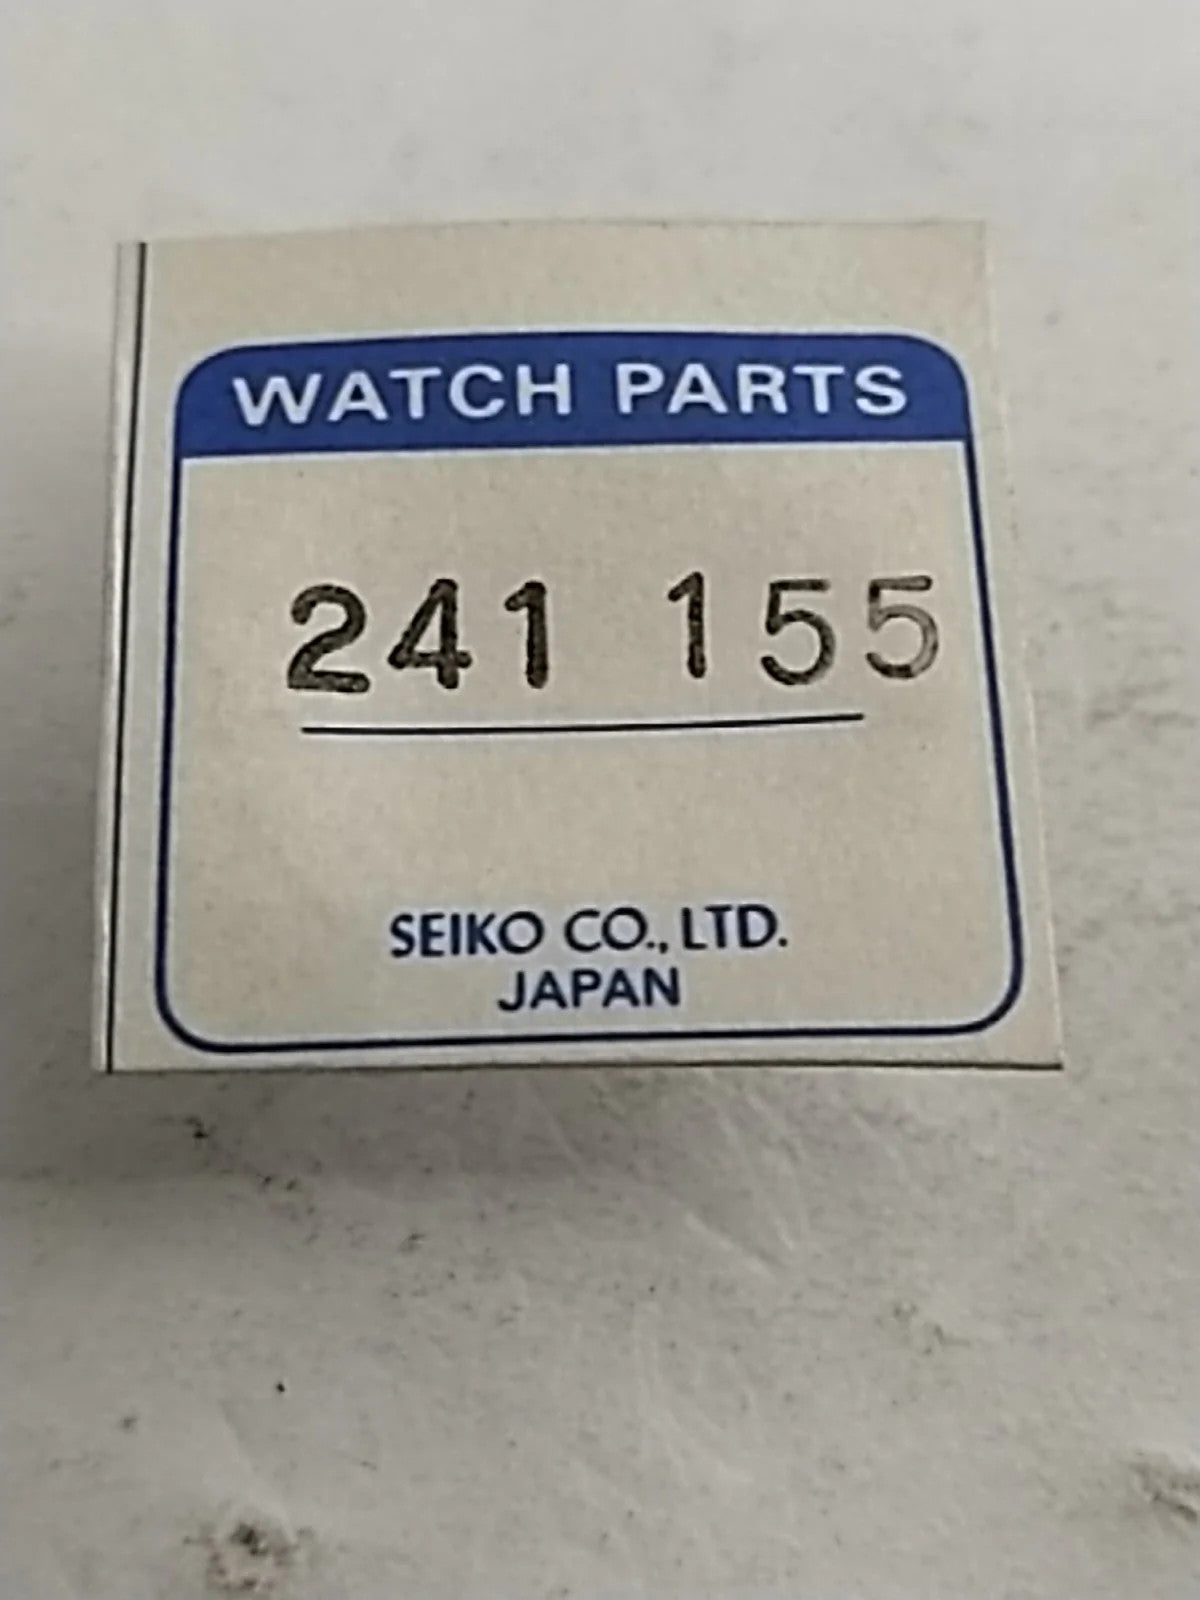 WATCH PARTS
241 155
SEIKO CO., LTD.
JAPAN